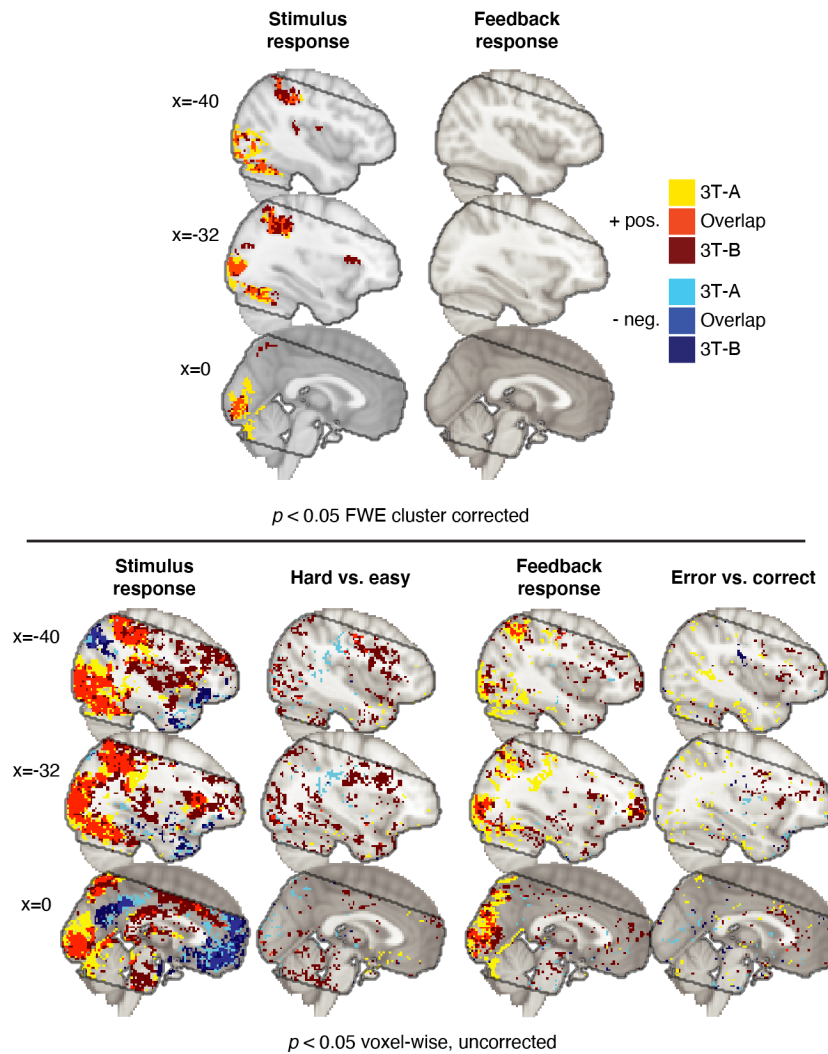 Stimulus
response
Feedback
response
x=-40
x=-32
x=0
+ pos.
3T-A
Overlap
3T-B
- neg.
3T-A
Overlap
3T-B
p < 0.05 FWE cluster corrected
Stimulus
response
Hard vs. easy
Feedback
response
Error vs. correct
x=-40
x=-32
x=0
p < 0.05 voxel-wise, uncorrected